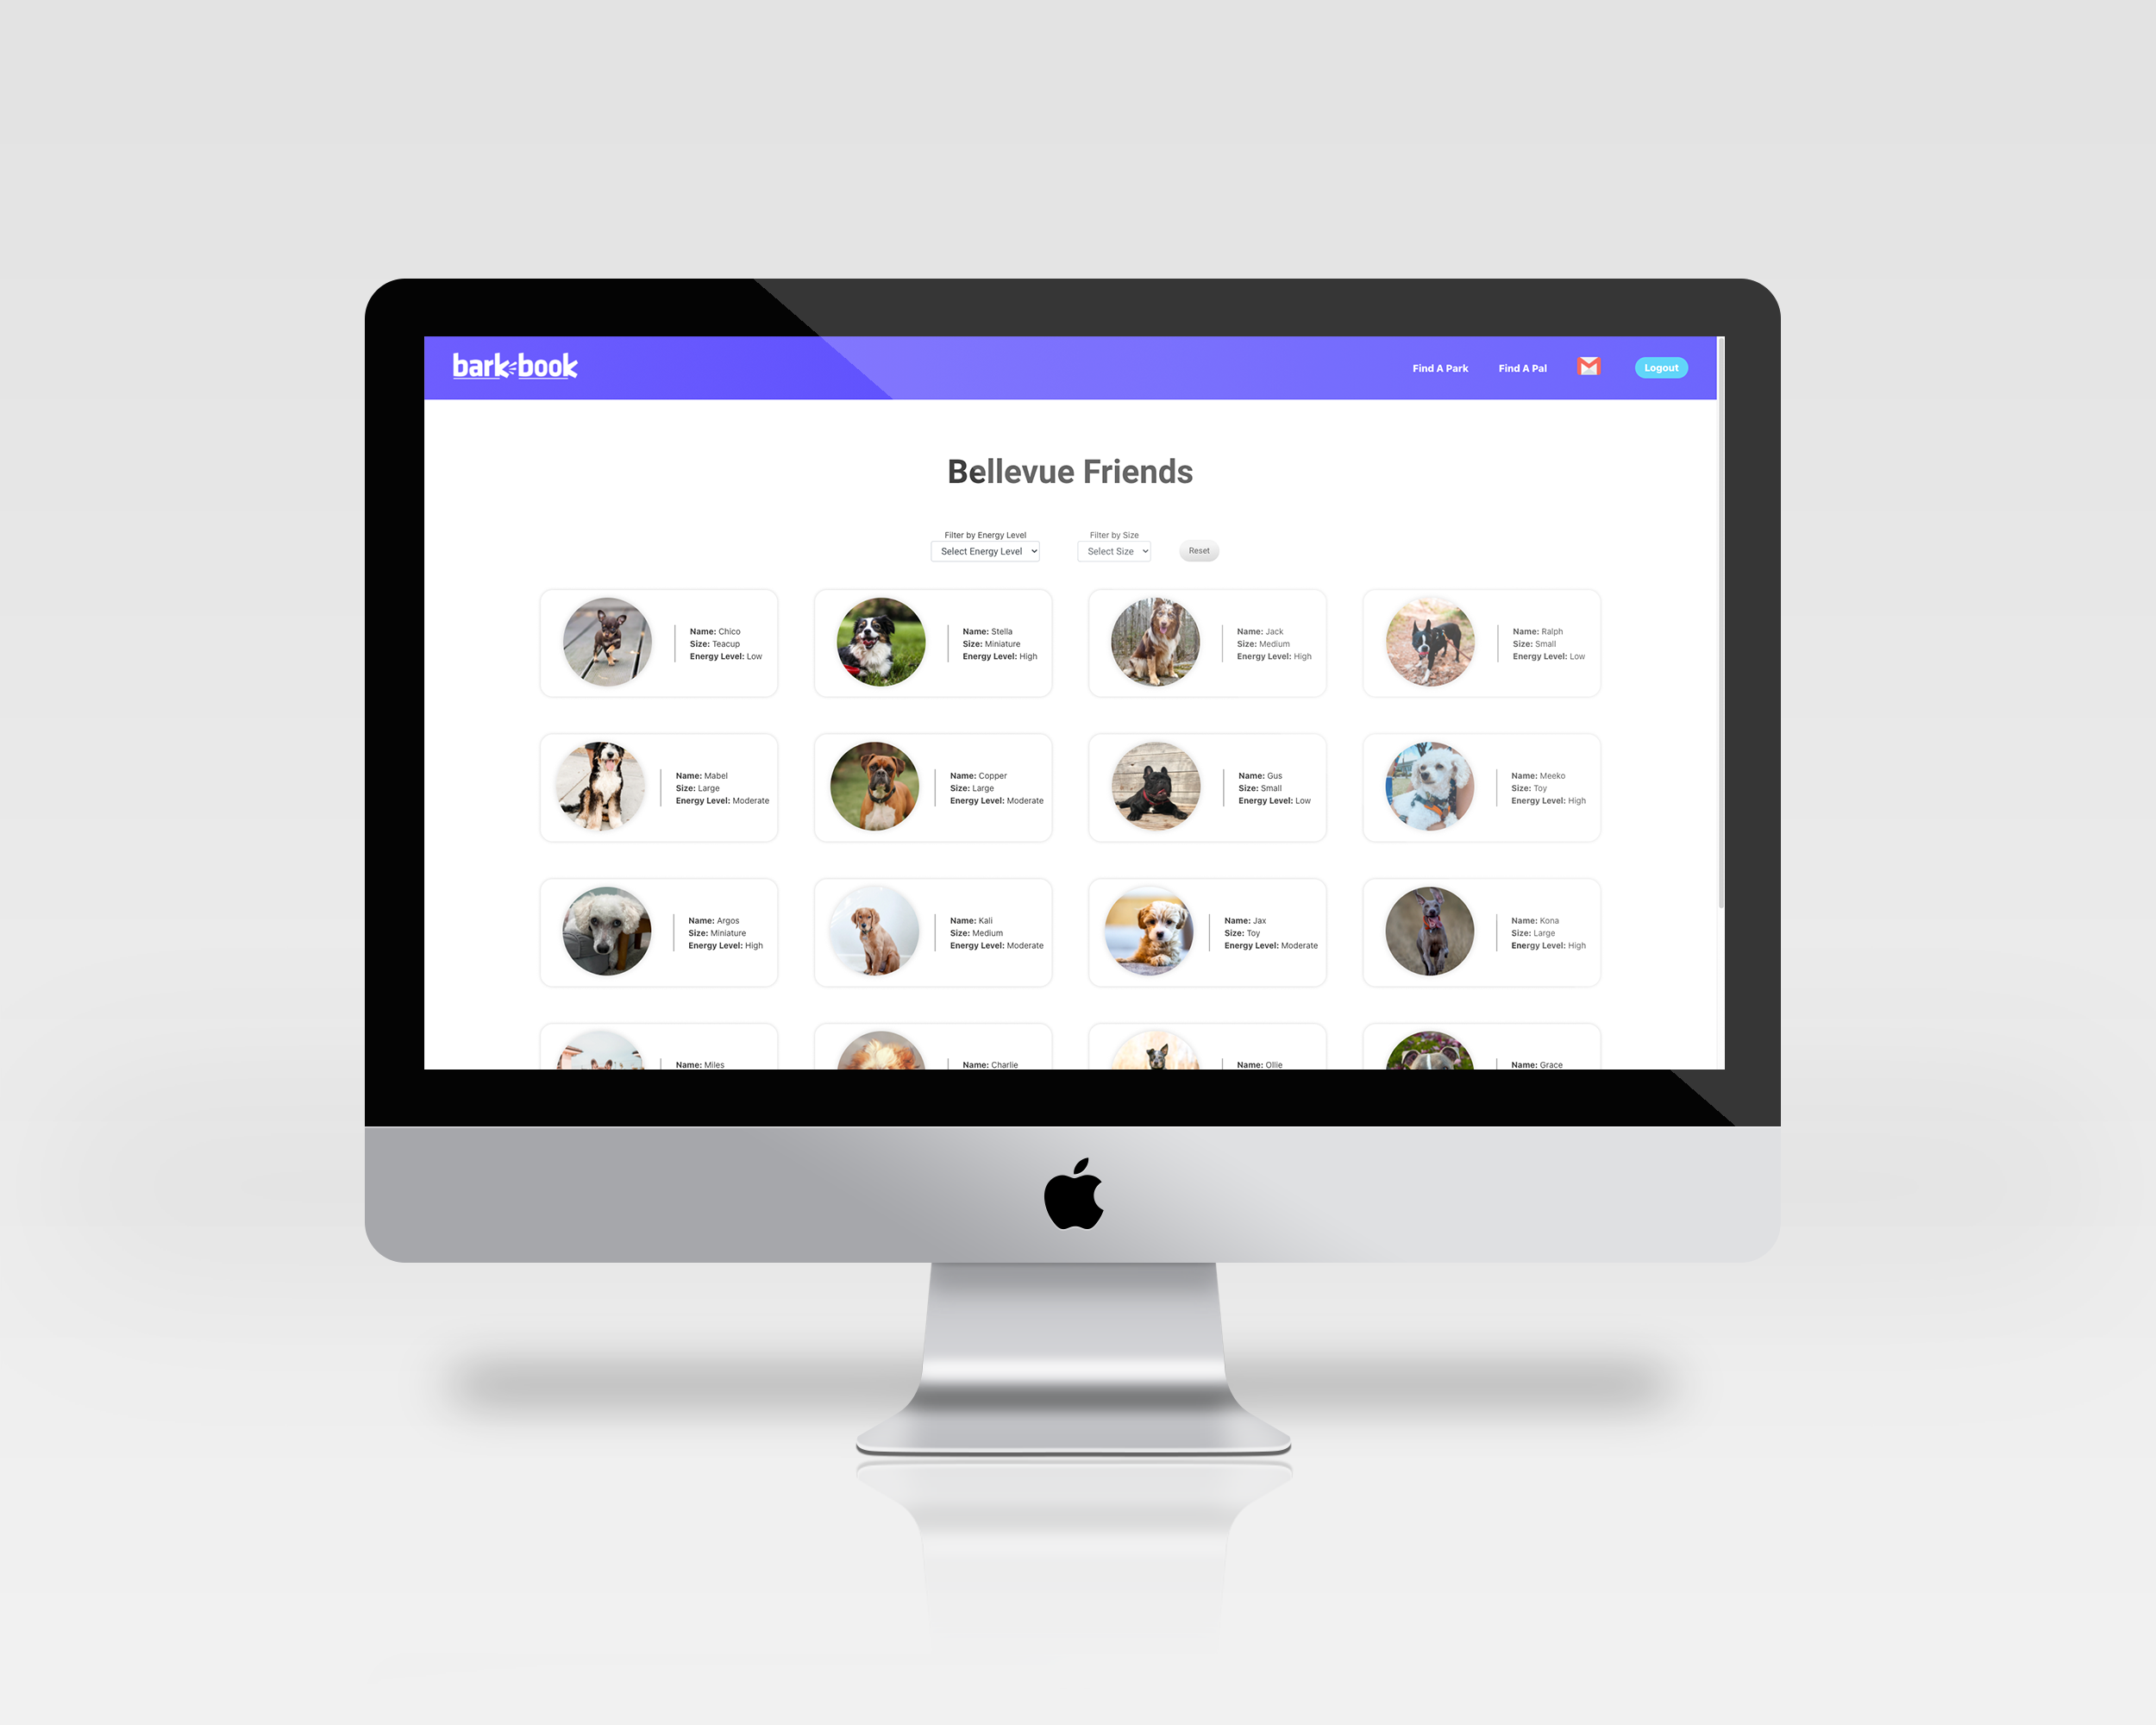 bark book
Find A Park
Find A Pal
Logout
Bellevue Friends
Filter by Energy Level
Select Energy Level
Filter by Size
Select Size
Reset
Name: Chico
Size: Teacup
Energy Level: Low
Name: Stella
Size: Miniature
Energy Level: High
Name: Jack
Size: Medium
Energy Level: High
Name: Ralph
Size: Small
Energy Level: Low
Name: Mabel
Size: Large
Energy Level: Moderate
Name: Copper
Size: Large
Energy Level: Moderate
Name: Gus
Size: Small
Energy Level: Low
Name: Meeko
Size: Toy
Energy Level: High
Name: Argos
Size: Miniature
Energy Level: High
Name: Kali
Size: Medium
Energy Level: Moderate
Name: Jax
Size: Toy
Energy Level: Moderate
Name: Kona
Size: Large
Energy Level: High
Name: Miles
Name: Charlie
Name: Ollie
Name: Grace